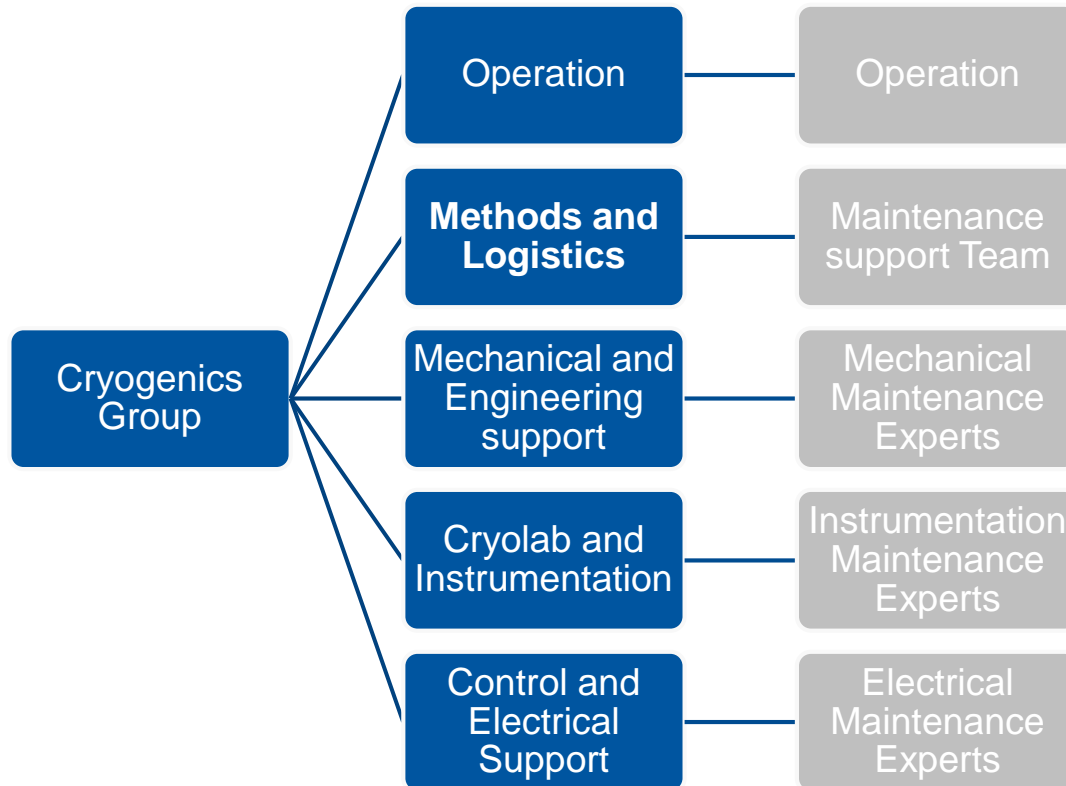 Operation
Operation
Methods and
Logistics
Maintenance
support Team
Cryogenics
Group
Mechanical and
Engineering
support
Mechanical
Maintenance
Experts
Cryolab and
Instrumentation
Instrumentation
Maintenance
Experts
Control and
Electrical
Support
Electrical
Maintenance
Experts